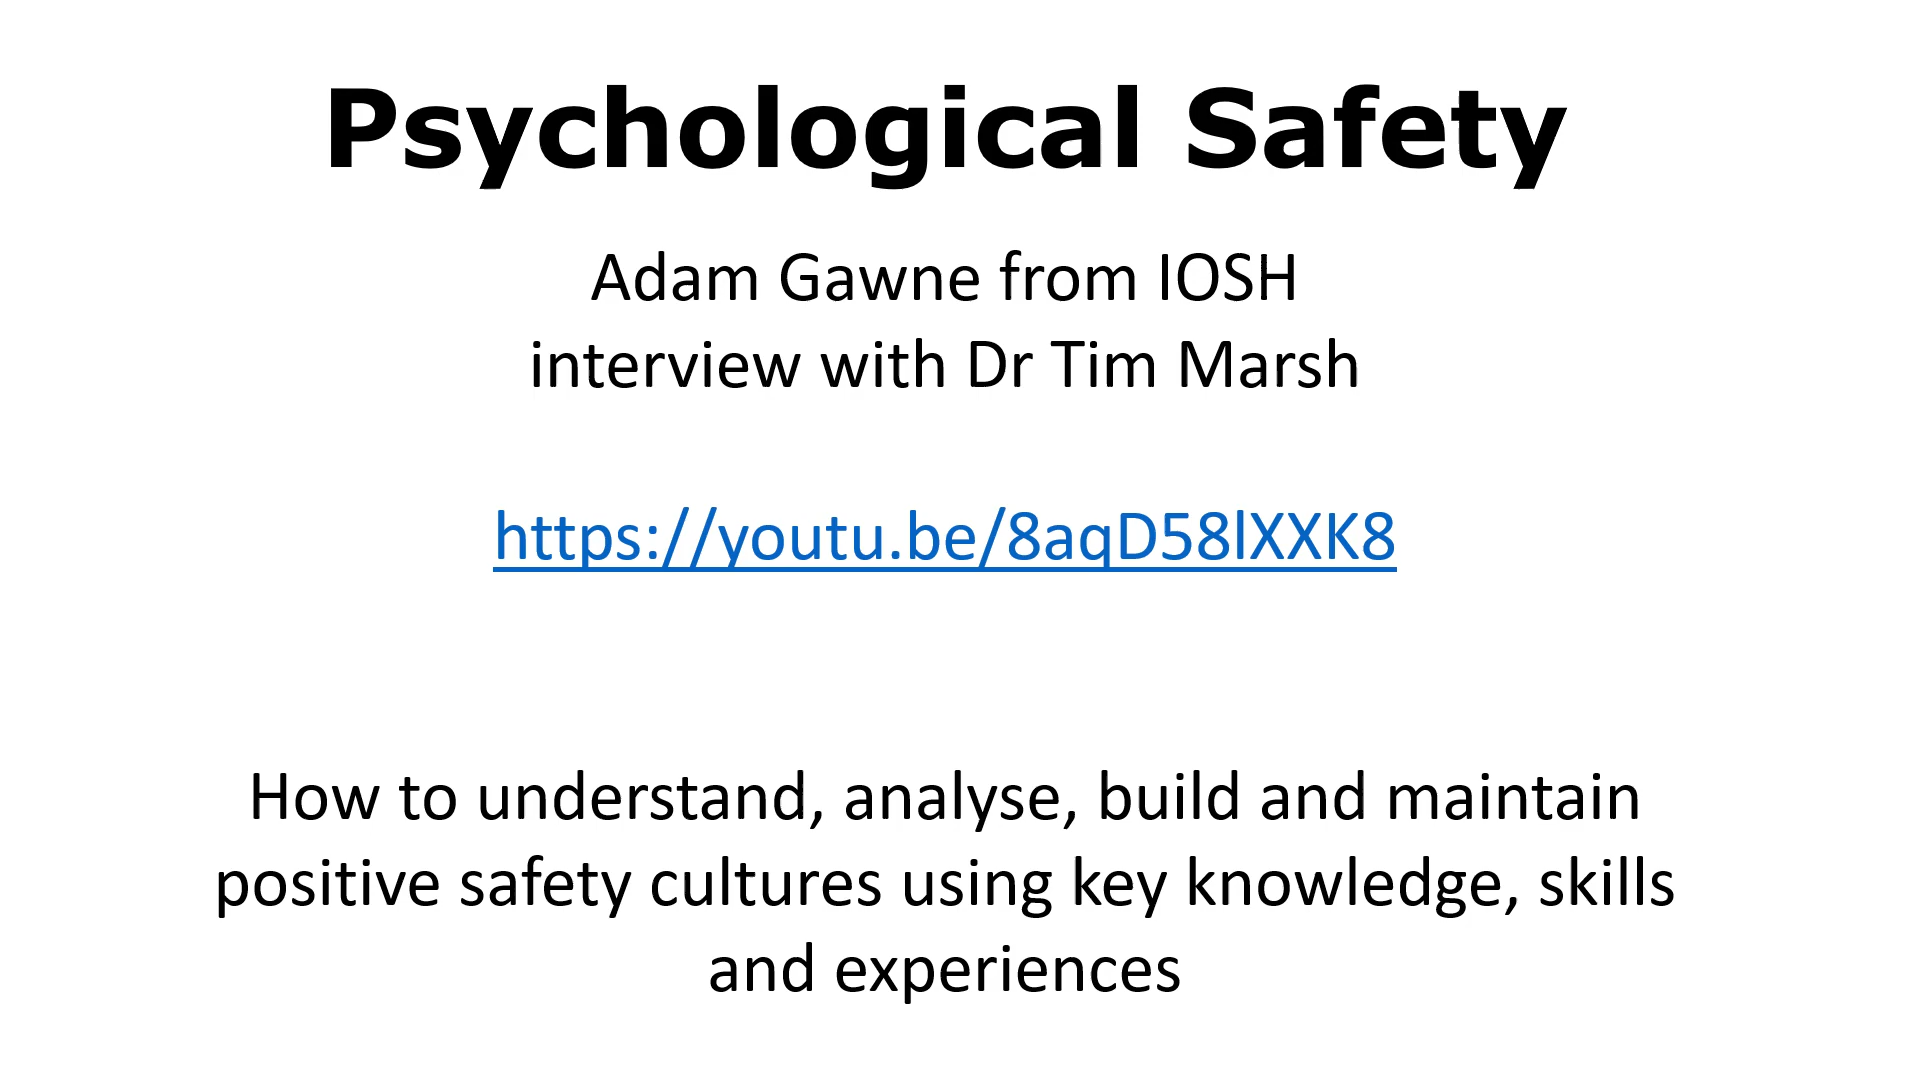 Psychological Safety
Adam Gawne from IOSH
interview with Dr Tim Marsh
https://youtu.be/8aqD58lXXK8
How to understand, analyse, build and maintain
positive safety cultures using key knowledge, skills
and experiences